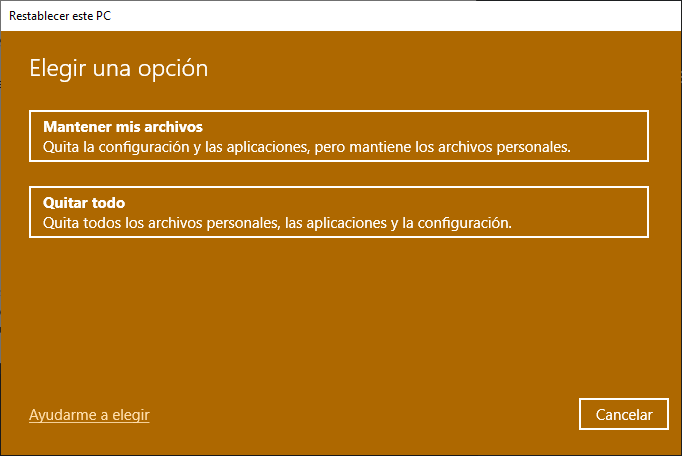 Restablecer este PC
Elegir una opción
Mantener mis archivos
Quita la configuración y las aplicaciones, pero mantiene los archivos personales.
Quitar todo
Quita todos los archivos personales, las aplicaciones y la configuración.
Ayudarme a elegir
Cancelar